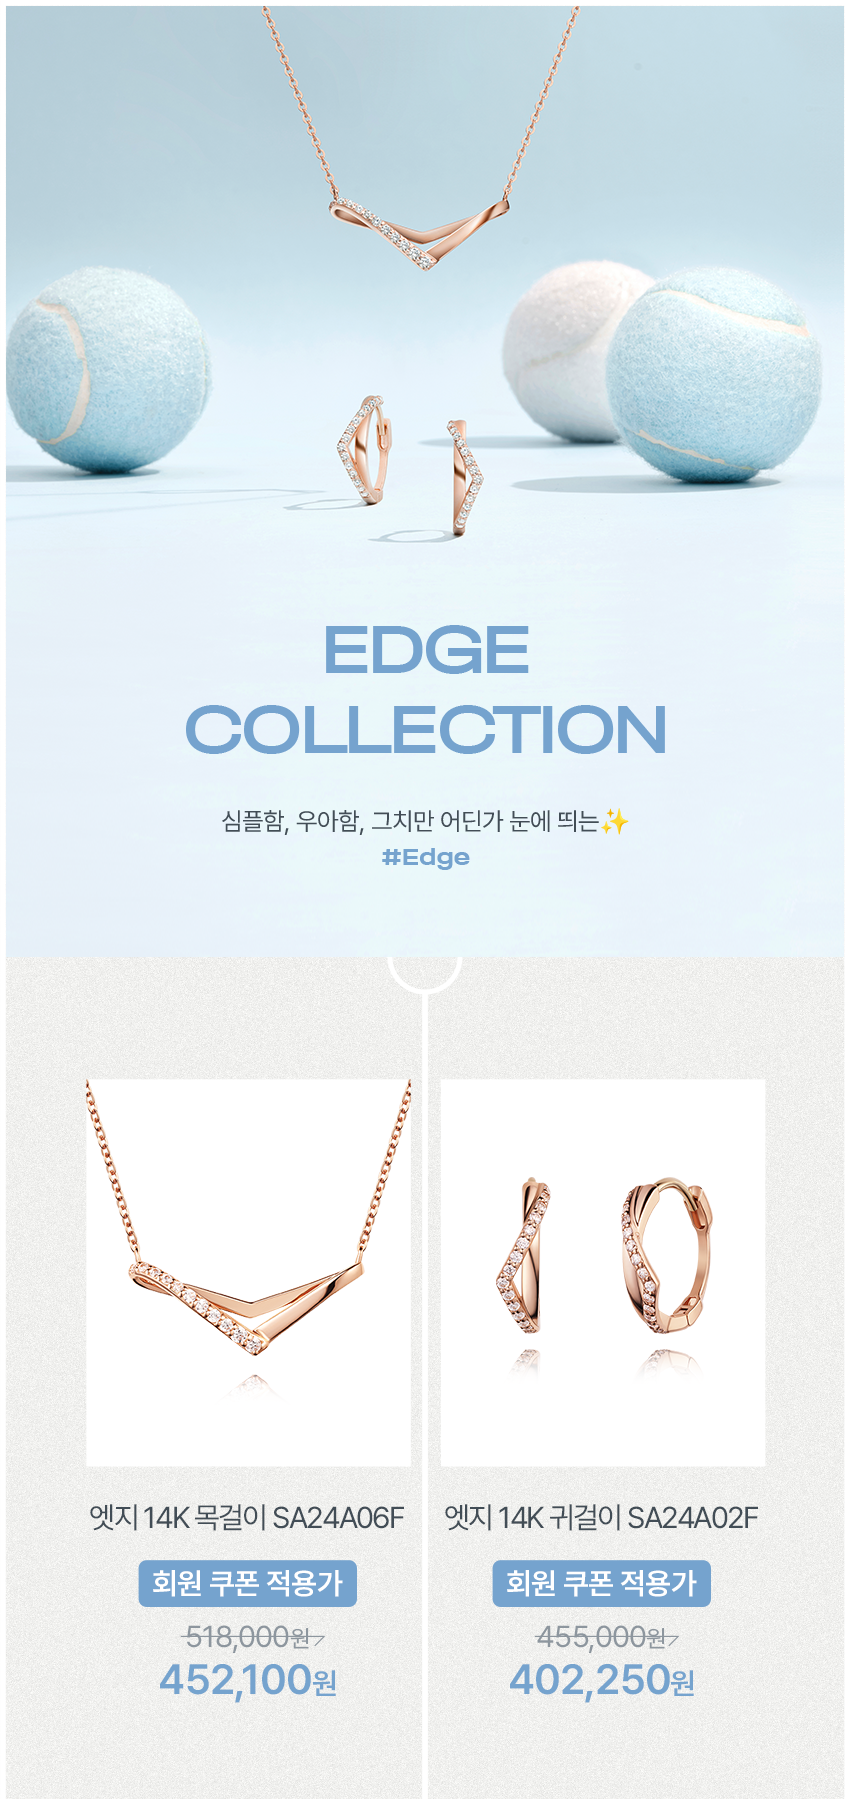 EDGE
COLLECTION
심플함, 우아함, 그치만 어딘가 눈에 띄는✨
#Edge
엣지 14K 목걸이 SA24A06F
회원 쿠폰 적용가
518,000원
452,100원
엣지 14K 귀걸이 SA24A02F
회원 쿠폰 적용가
455,000원
402,250원